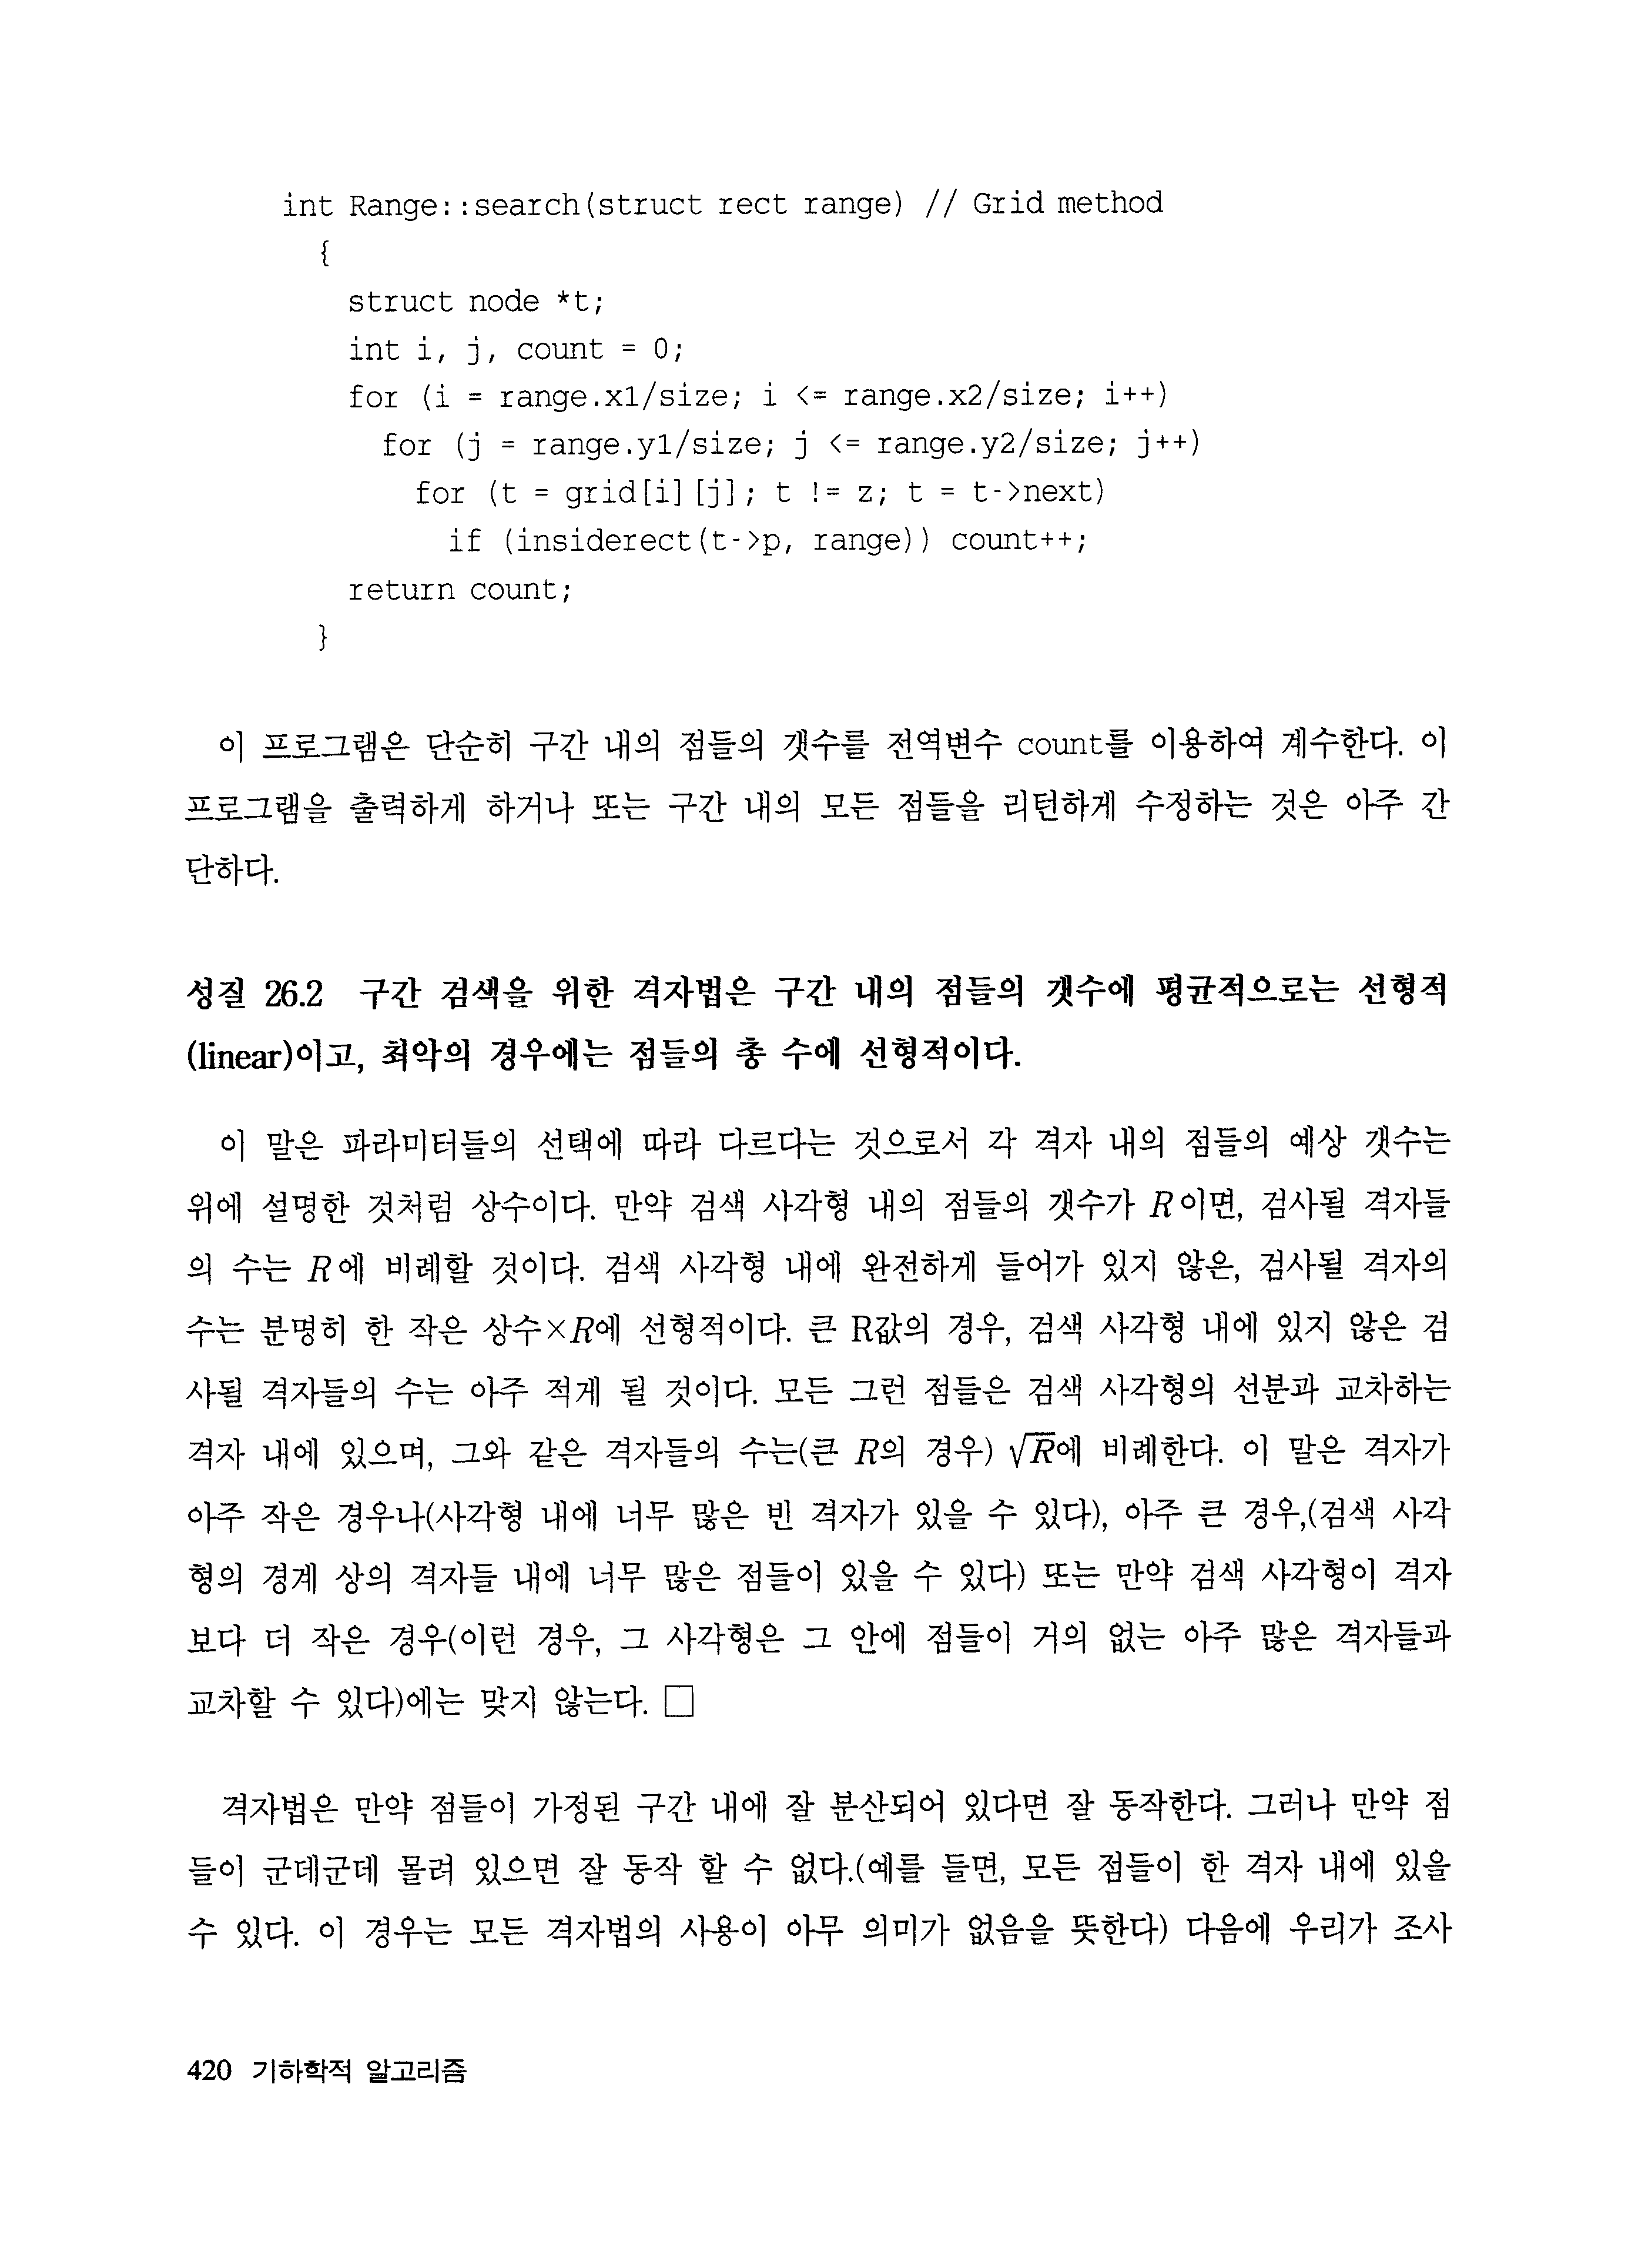 int Range::search(struct rect range) // Grid method
{
struct node *t;
int i, j, count = 0;
for (i = range.x1/size; i <= range.x2/size; i++)
for (j = range.y1/size; j <= range.y2/size; j++)
for (t = grid[i][j]; t != z; t = t->next)
if (insiderect(t->p, range)) count++;
return count;
}
이 프로그램은 단순히 구간 내의 점들의 갯수를 전역변수 count를 이용하여 계수한다. 이
프로그램을 출력하게 하거나 또는 구간 내의 모든 점들을 리턴하게 수정하는 것은 아주 간
단하다.
성질 26.2 구간 검색을 위한 격자법은 구간 내의 점들의 갯수에 평균적으로는 선형적
(linear)이고, 최악의 경우에는 점들의 총 수에 선형적이다.
이 말은 파라미터들의 선택에 따라 다르다는 것으로서 각 격자 내의 점들의 예상 갯수는
위에 설명한 것처럼 상수이다. 만약 검색 사각형 내의 점들의 갯수가 R이면, 검사될 격자들
의 수는 R에 비례할 것이다. 검색 사각형 내에 완전하게 들어가 있지 않은, 검사될 격자의
수는 분명히 한 작은 상수×R에 선형적이다. 큰 R값의 경우, 검색 사각형 내에 있지 않은 검
사될 격자들의 수는 아주 적게 될 것이다. 모든 그런 점들은 검색 사각형의 선분과 교차하는
격자 내에 있으며, 그와 같은 격자들의 수는(큰 R의 경우) √R에 비례한다. 이 말은 격자가
아주 작은 경우나(사각형 내에 너무 많은 빈 격자가 있을 수 있다), 아주 큰 경우,(검색 사각
형의 경계 상의 격자들 내에 너무 많은 점들이 있을 수 있다) 또는 만약 검색 사각형이 격자
보다 더 작은 경우(이런 경우, 그 사각형은 그 안에 점들이 거의 없는 아주 많은 격자들과
교차할 수 있다)에는 맞지 않는다. □
격자법은 만약 점들이 가정된 구간 내에 잘 분산되어 있다면 잘 동작한다. 그러나 만약 점
들이 군데군데 몰려 있으면 잘 동작 할 수 없다.(예를 들면, 모든 점들이 한 격자 내에 있을
수 있다. 이 경우는 모든 격자법의 사용이 아무 의미가 없음을 뜻한다) 다음에 우리가 조사
420 기하학적 알고리즘